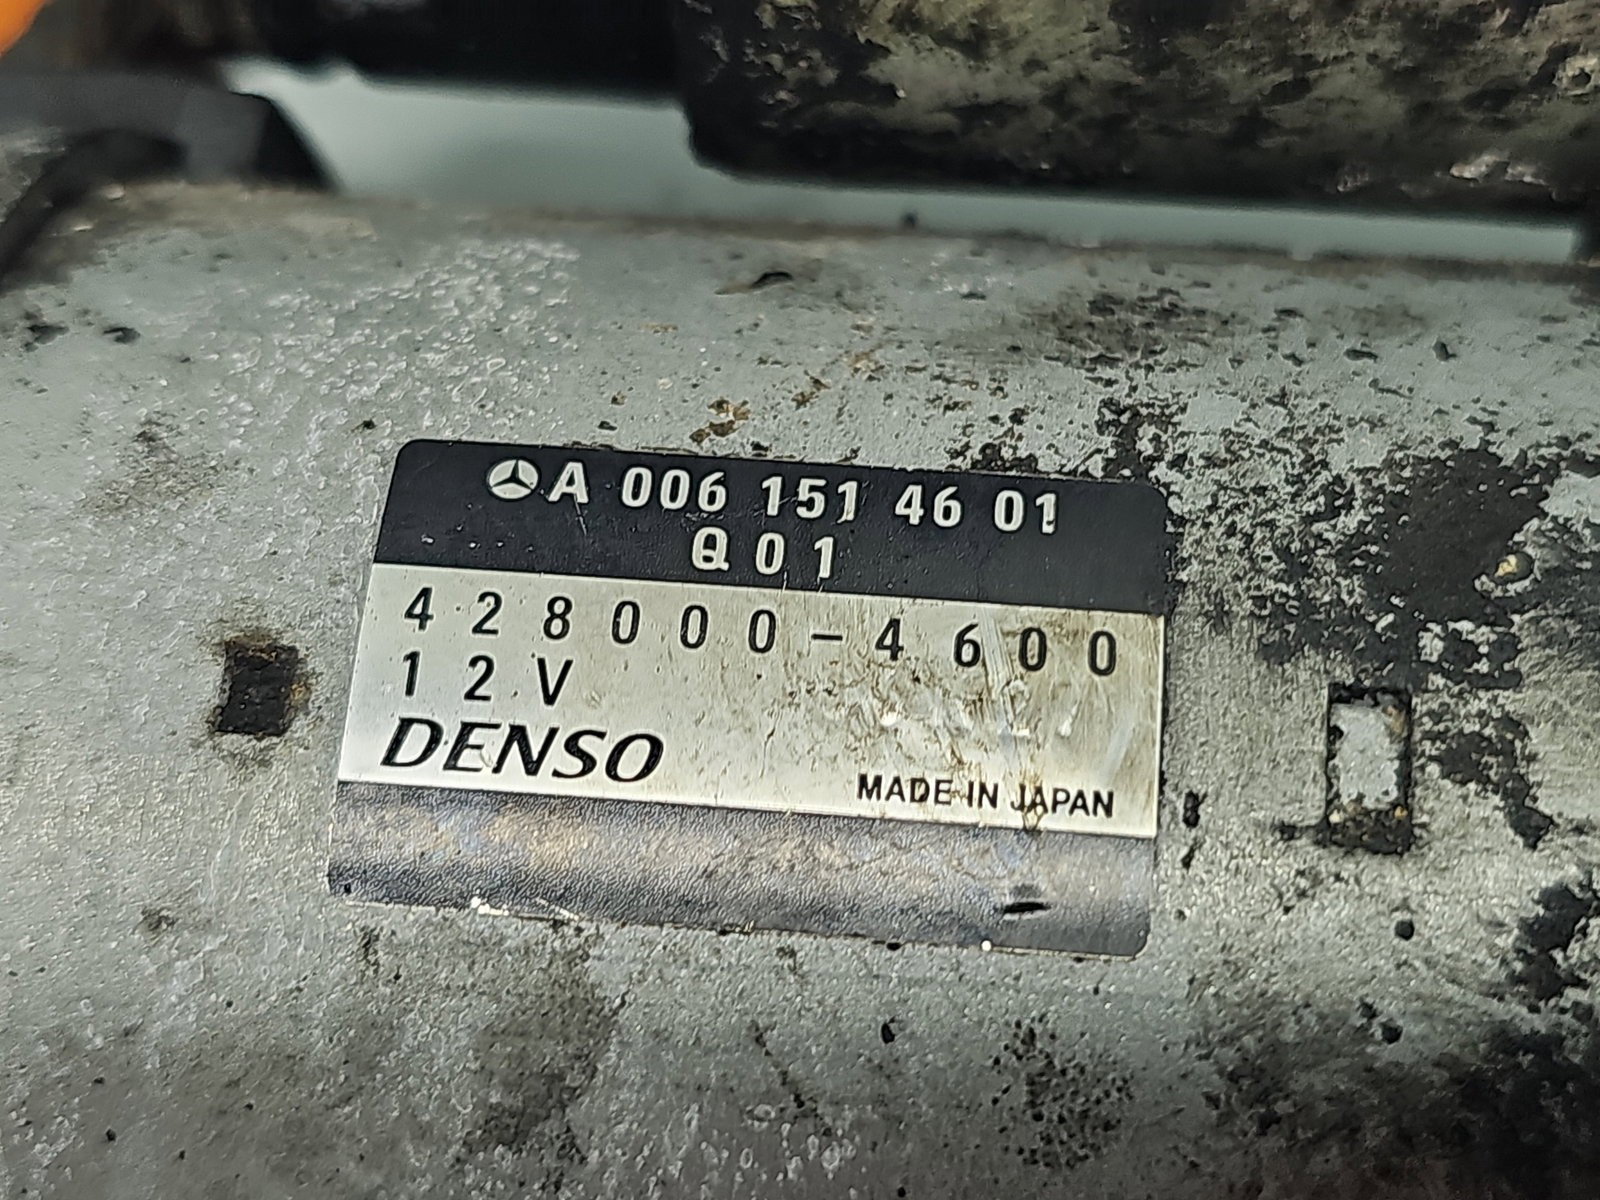 A 006 151 46 01
Q01
428000-4600
12V
DENSO
MADE IN JAPAN